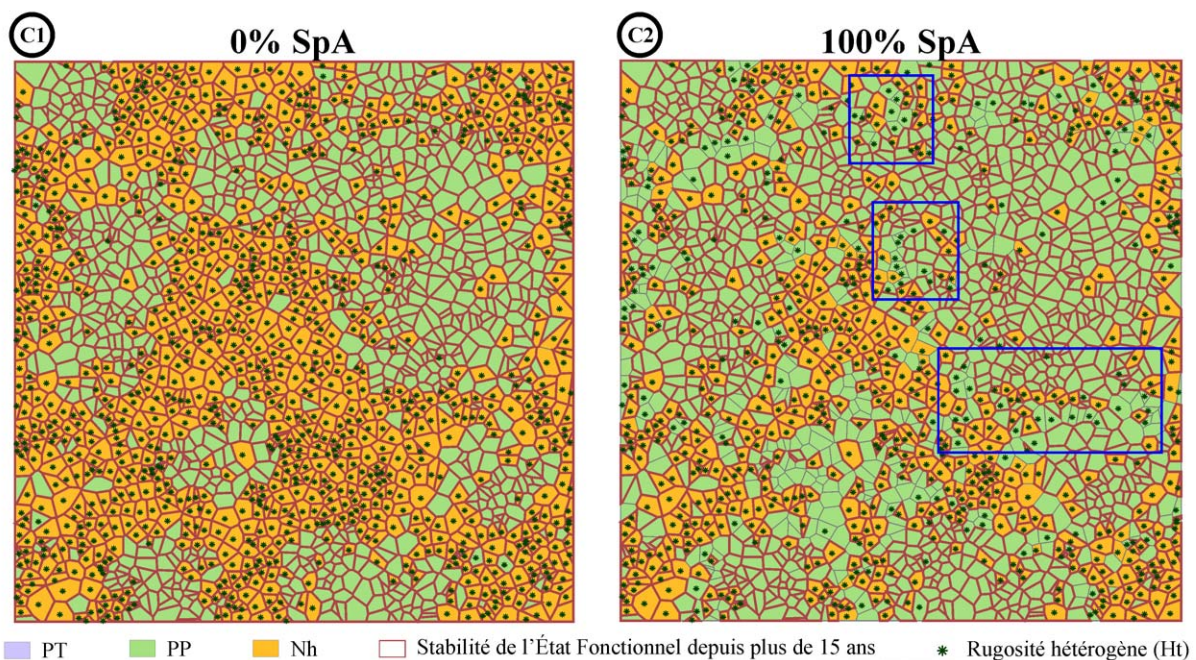 C1
0% SpA
C2
100% SpA
PT
PP
Nh
Stabilité de l'État Fonctionnel depuis plus de 15 ans
Rugosité hétérogène (Ht)